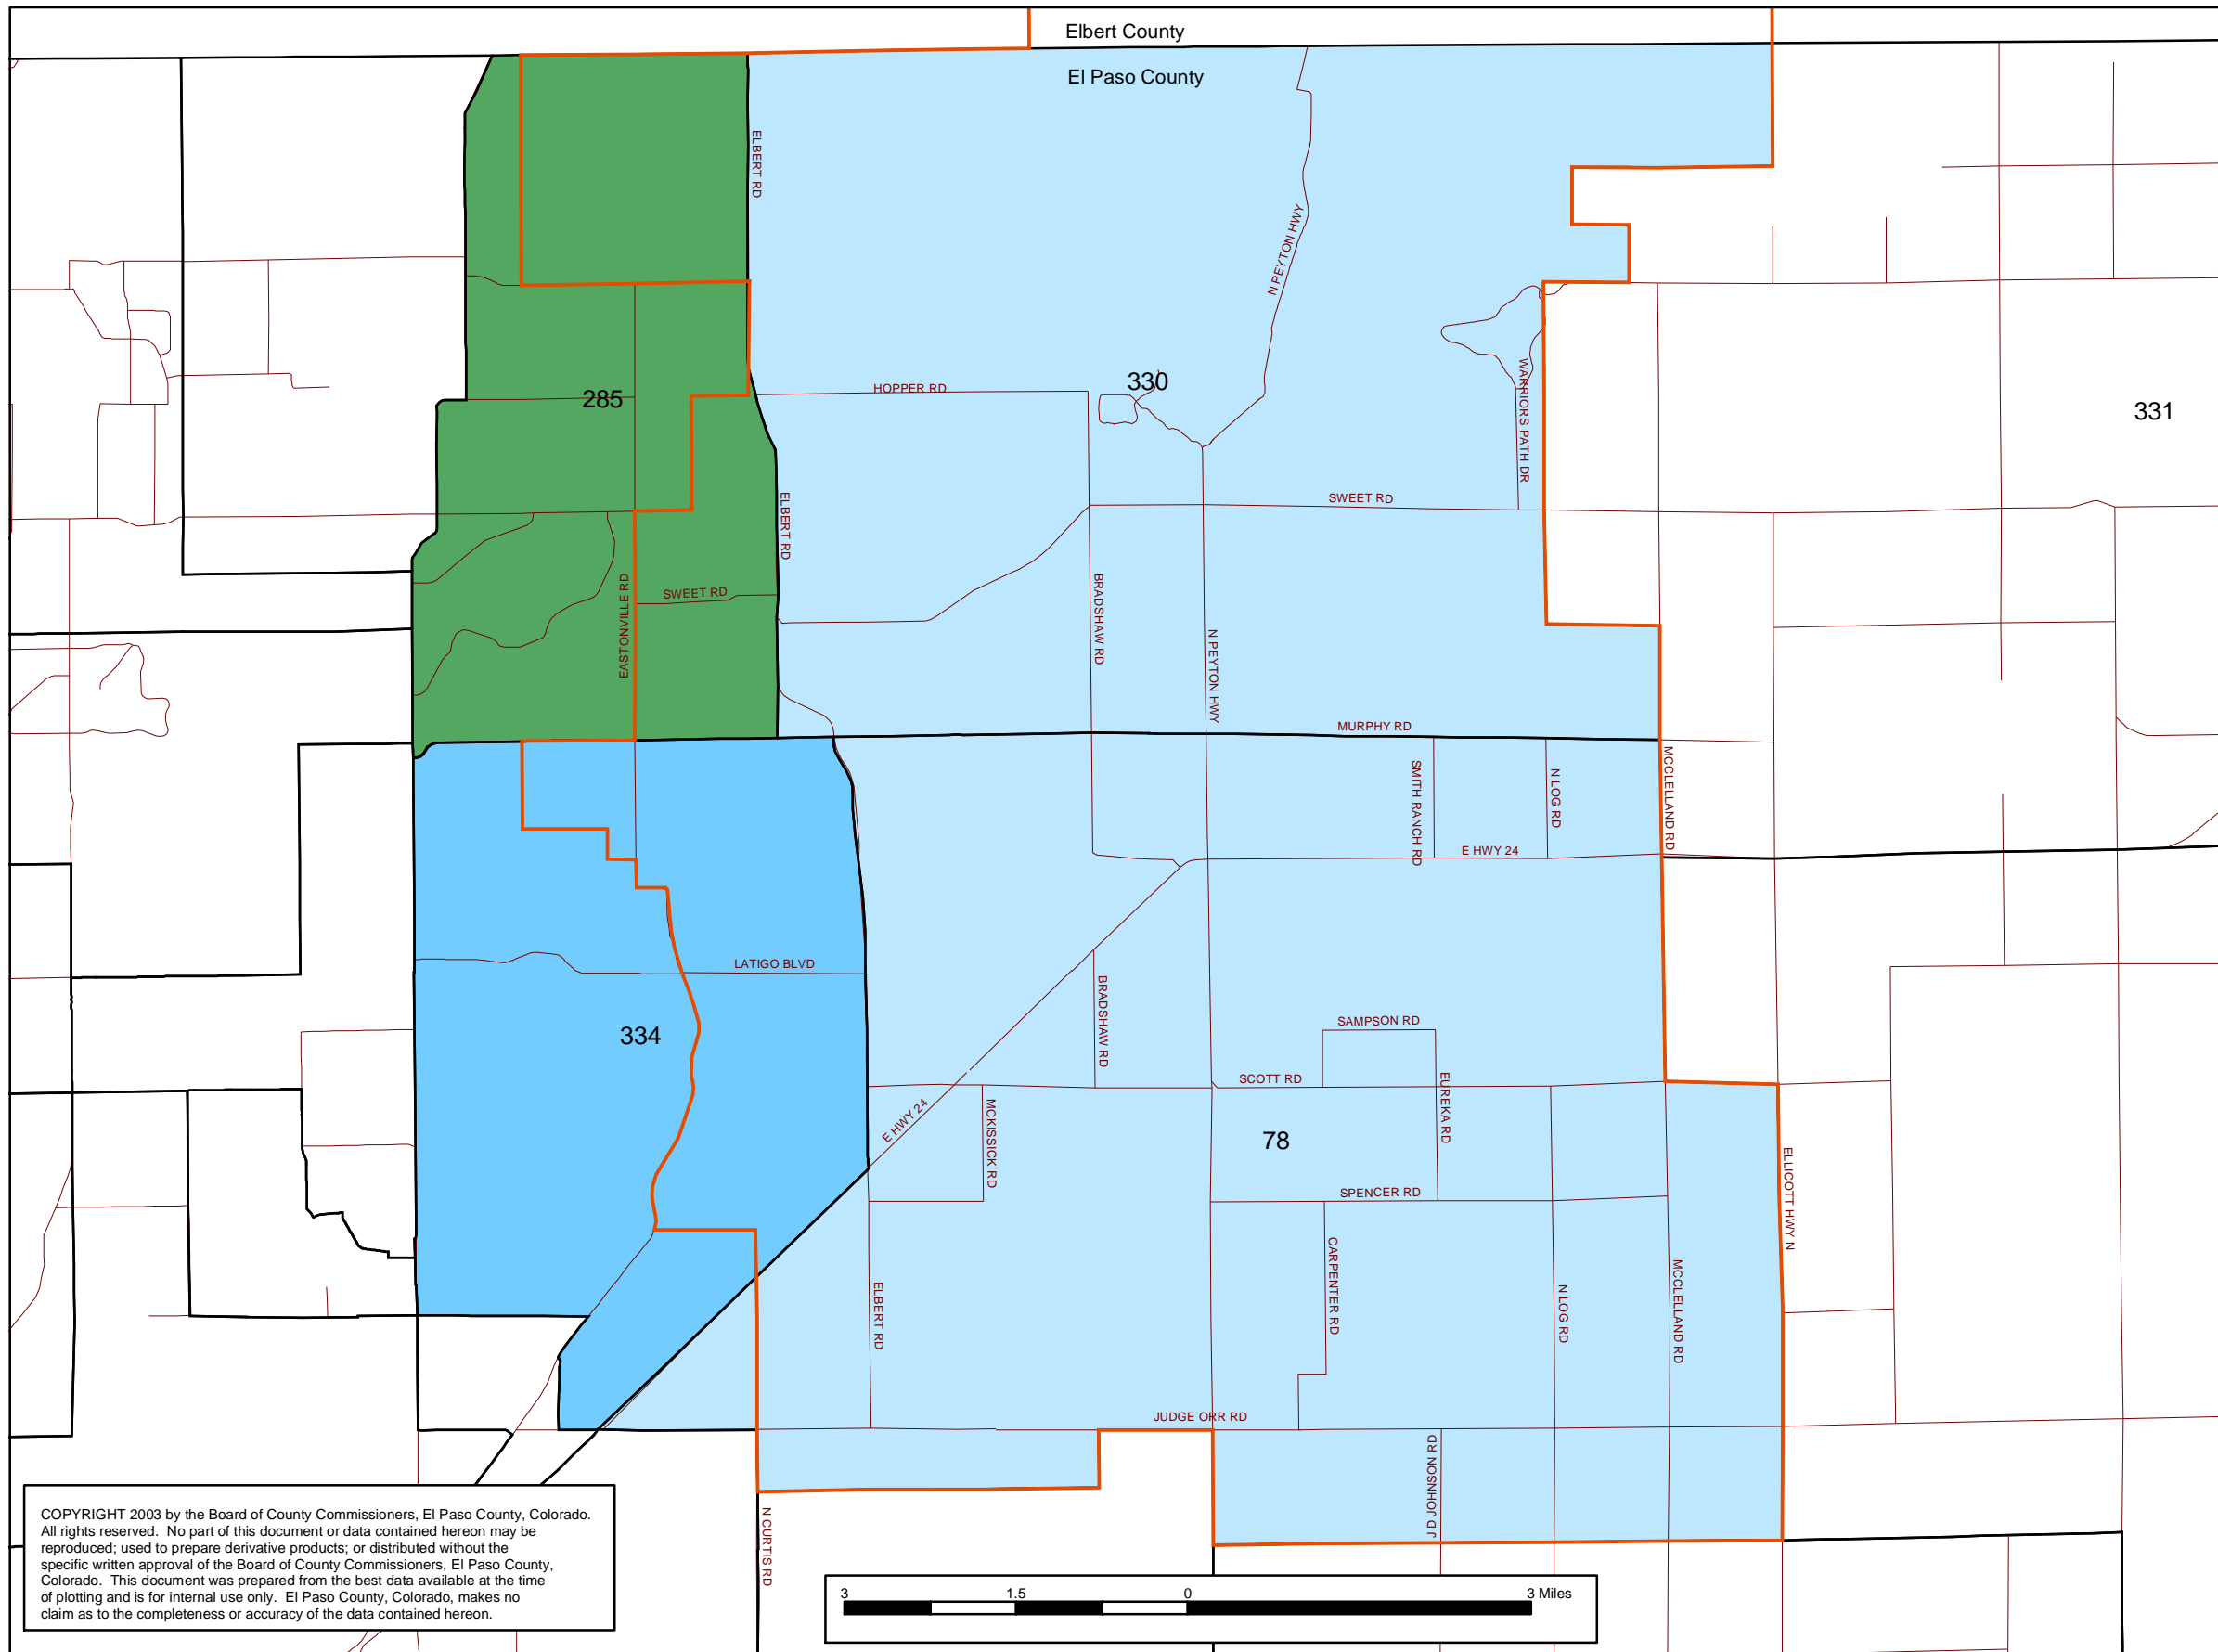 Elbert County
El Paso County
ELBERT RD
N PEYTON HWY
330
HOPPER RD
285
WARRIORS PATH DR
331
SWEET RD
ELBERT RD
EASTONVILLE RD
SWEET RD
BRADSHAW RD
N PEYTON HWY
MURPHY RD
SMITH RANCH RD
N LOG RD
MCCLELLAND RD
E HWY 24
LATIGO BLVD
334
BRADSHAW RD
SAMPSON RD
SCOTT RD
EUREKA RD
E HWY 24
MCKISSICK RD
78
SPENCER RD
ELLICOTT HWY N
ELBERT RD
CARPENTER RD
N LOG RD
MCCLELLAND RD
JUDGE ORR RD
J D JOHNSON RD
N CURTIS RD
COPYRIGHT 2003 by the Board of County Commissioners, El Paso County, Colorado.
All rights reserved. No part of this document or data contained hereon may be
reproduced; used to prepare derivative products; or distributed without the
specific written approval of the Board of County Commissioners, El Paso County,
Colorado. This document was prepared from the best data available at the time
of plotting and is for internal use only. El Paso County, Colorado, makes no
claim as to the completeness or accuracy of the data contained hereon.
3 1.5 0 3 Miles